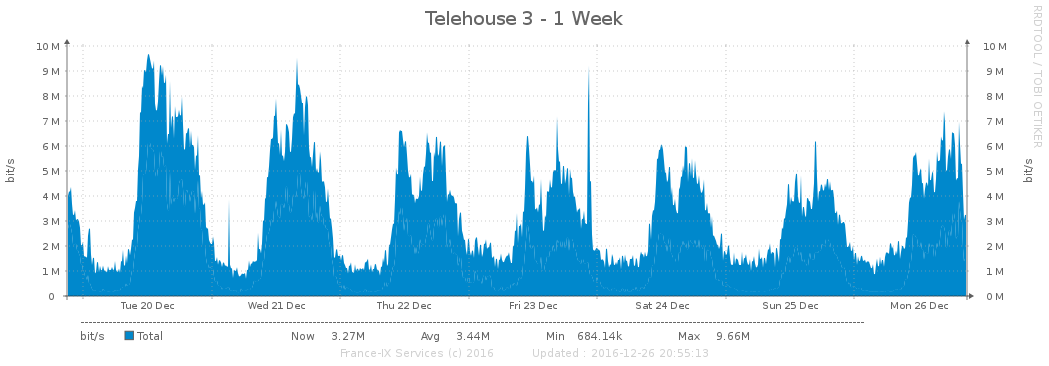 Telehouse 3 - 1 Week
RRDTOOL / TOBI OETIKER
bit/s
bit/s
10 M 10 M
9 M 9 M
8 M 8 M
7 M 7 M
6 M 6 M
5 M 5 M
4 M 4 M
3 M 3 M
2 M 2 M
1 M 1 M
0 0 M
Tue 20 Dec Wed 21 Dec Thu 22 Dec Fri 23 Dec Sat 24 Dec Sun 25 Dec Mon 26 Dec
bit/s Total Now 3.27M Avg 3.44M Min 684.14k Max 9.66M
France-IX Services (c) 2016 Updated : 2016-12-26 20:55:13